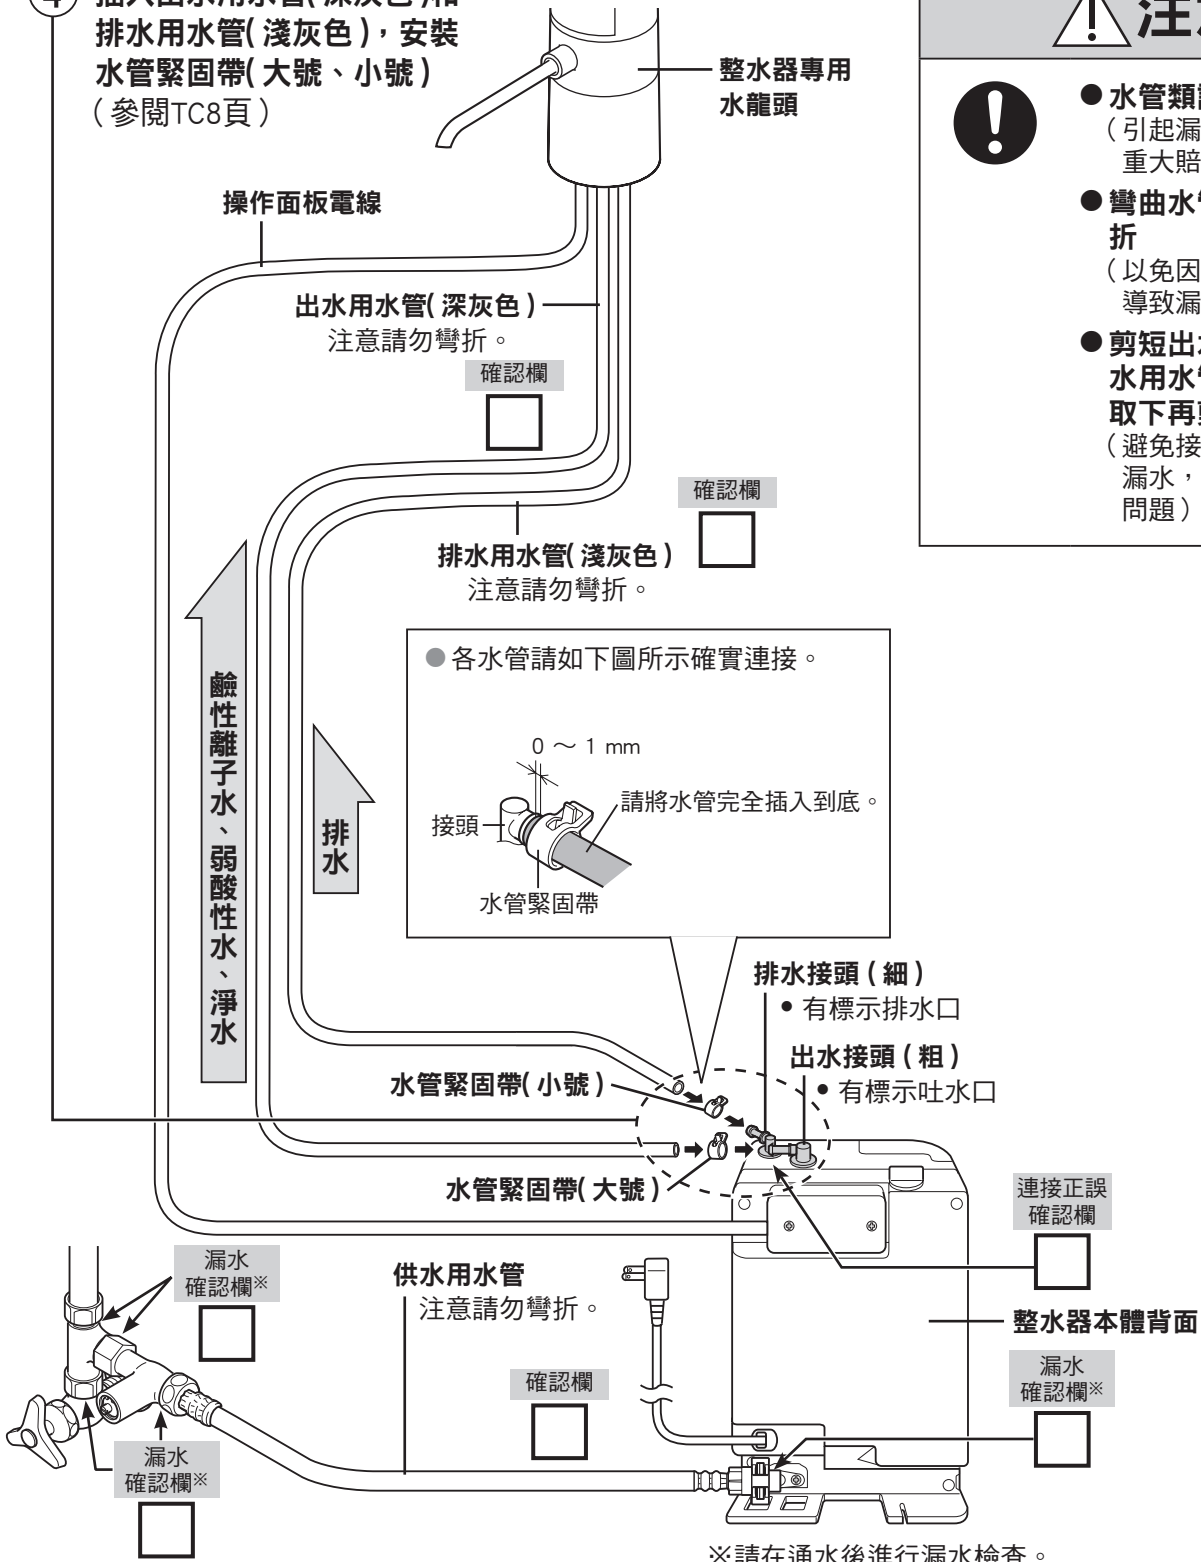 ④ 插入出水用水管(深灰色)和
排水用水管(淺灰色)，安裝
水管緊固帶(大號、小號)
（參閱TC8頁）
整水器專用
水龍頭
操作面板電線
出水用水管(深灰色)
注意請勿彎折。
確認欄
確認欄
排水用水管(淺灰色)
注意請勿彎折。
注
●水管類
（引起漏
重大賠
●彎曲水管
折
（以免因
導致漏
●剪短出
水用水管
取下再
（避免接
漏水，
問題）
鹼性離子水、弱酸性水、淨水
排水
●各水管請如下圖所示確實連接。
0 ～ 1 mm
請將水管完全插入到底。
接頭
水管緊固帶
排水接頭（細）
• 有標示排水口
出水接頭（粗）
• 有標示吐水口
水管緊固帶(小號)
水管緊固帶(大號)
連接正誤
確認欄
漏水
確認欄※
供水用水管
注意請勿彎折。
整水器本體背面
確認欄
漏水
確認欄※
漏水
確認欄※
※請在通水後進行漏水檢查。